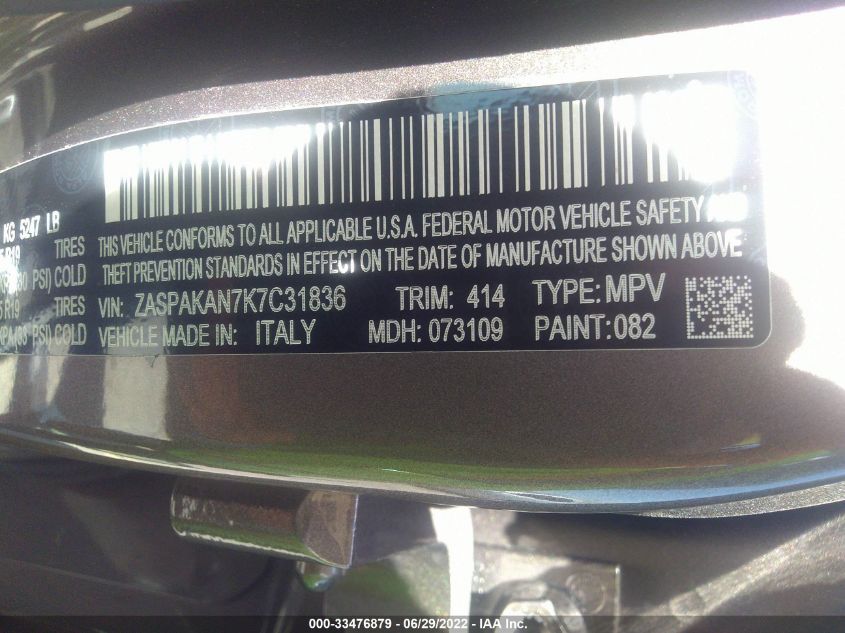 KG 5247 LB
TIRES
PSI) COLD
TIRES
PSI) COLD
THIS VEHICLE CONFORMS TO ALL APPLICABLE U.S.A. FEDERAL MOTOR VEHICLE SAFETY AND
THEFT PREVENTION STANDARDS IN EFFECT ON THE DATE OF MANUFACTURE SHOWN ABOVE
VIN: ZASPAKAN7K7C31836 TRIM: 414 TYPE: MPV
VEHICLE MADE IN: ITALY MDH: 073109 PAINT: 082
000-33476879 - 06/29/2022 - IAA Inc.